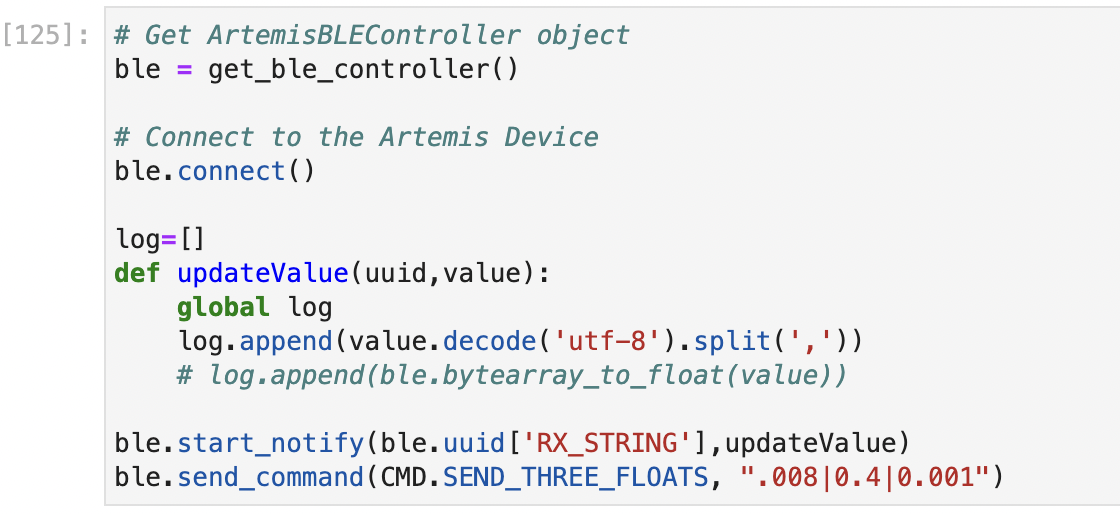 [125]:
# Get ArtemisBLEController object
ble = get_ble_controller()
# Connect to the Artemis Device
ble.connect()
log=[]
def updateValue(uuid,value):
    global log
    log.append(value.decode('utf-8').split(','))
    # log.append(ble.bytearray_to_float(value))
ble.start_notify(ble.uuid['RX_STRING'],updateValue)
ble.send_command(CMD.SEND_THREE_FLOATS, ".008|0.4|0.001")